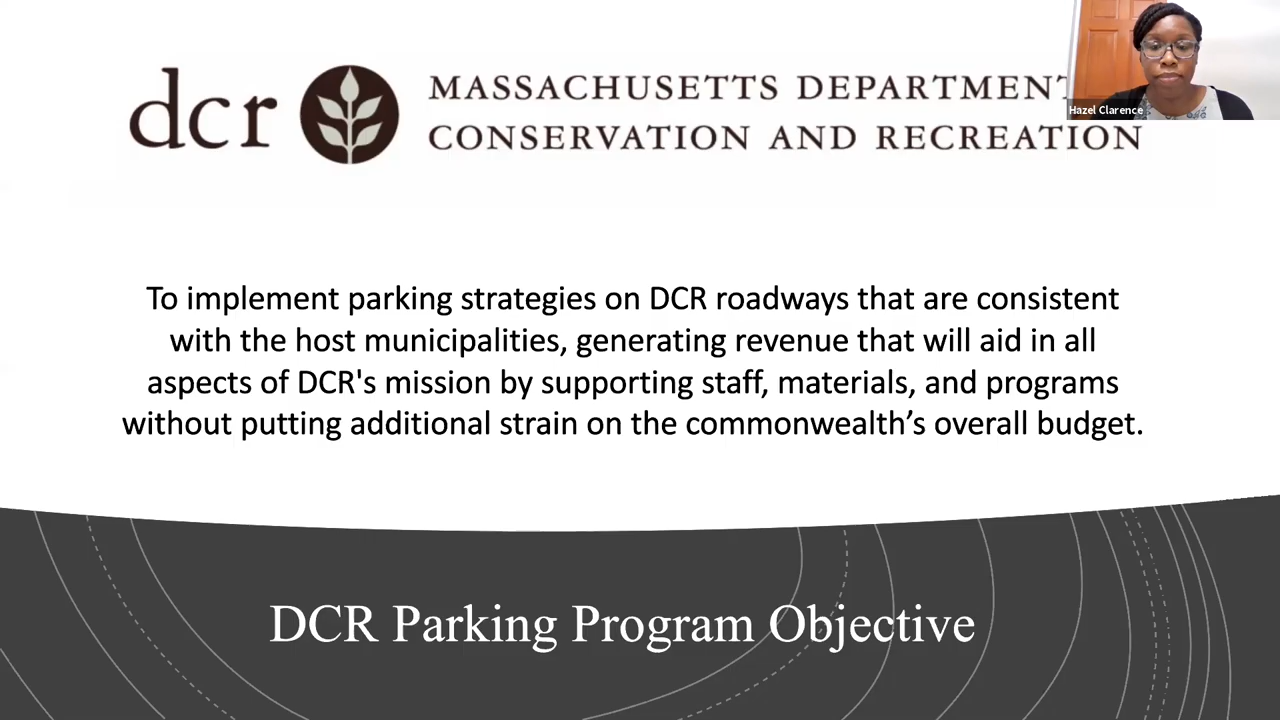 dcr
MASSACHUSETTS DEPARTMENT
CONSERVATION AND RECREATION
Hazel Clarence
To implement parking strategies on DCR roadways that are consistent
with the host municipalities, generating revenue that will aid in all
aspects of DCR's mission by supporting staff, materials, and programs
without putting additional strain on the commonwealth’s overall budget.
DCR Parking Program Objective